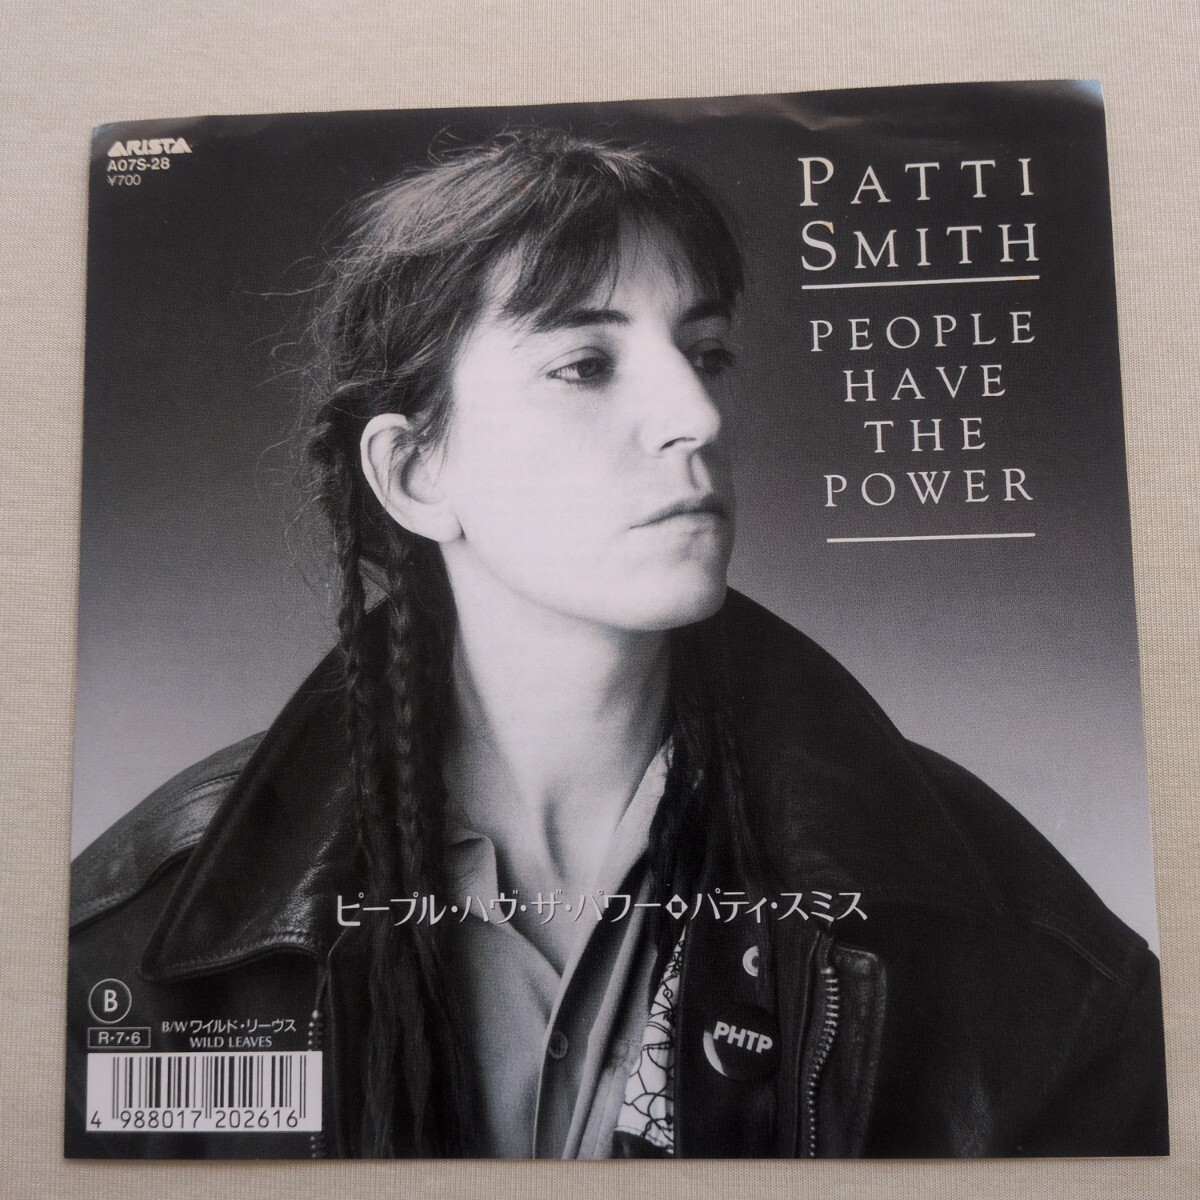 ARISTA
A07S-28
¥700
PATTI
SMITH
PEOPLE
HAVE
THE
POWER
ピープル・ハヴ・ザ・パワー パティ・スミス
PHTP
B
R・7・6
B/W ワイルド・リーヴス
WILD LEAVES
4 988017 202616